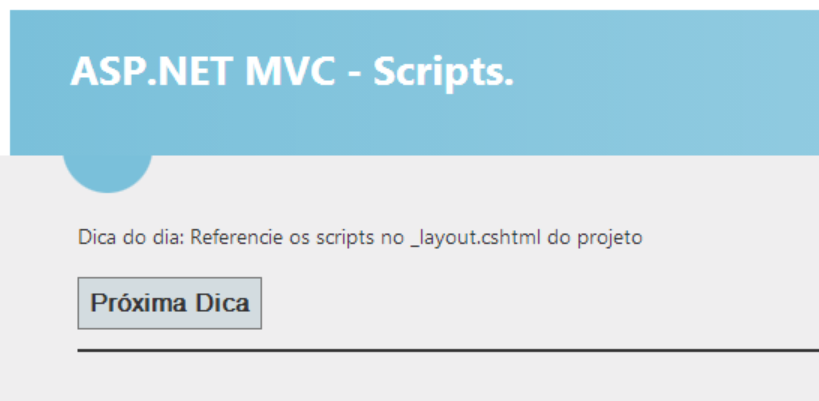 ASP.NET MVC - Scripts.
Dica do dia: Referencie os scripts no _layout.cshtml do projeto
Próxima Dica